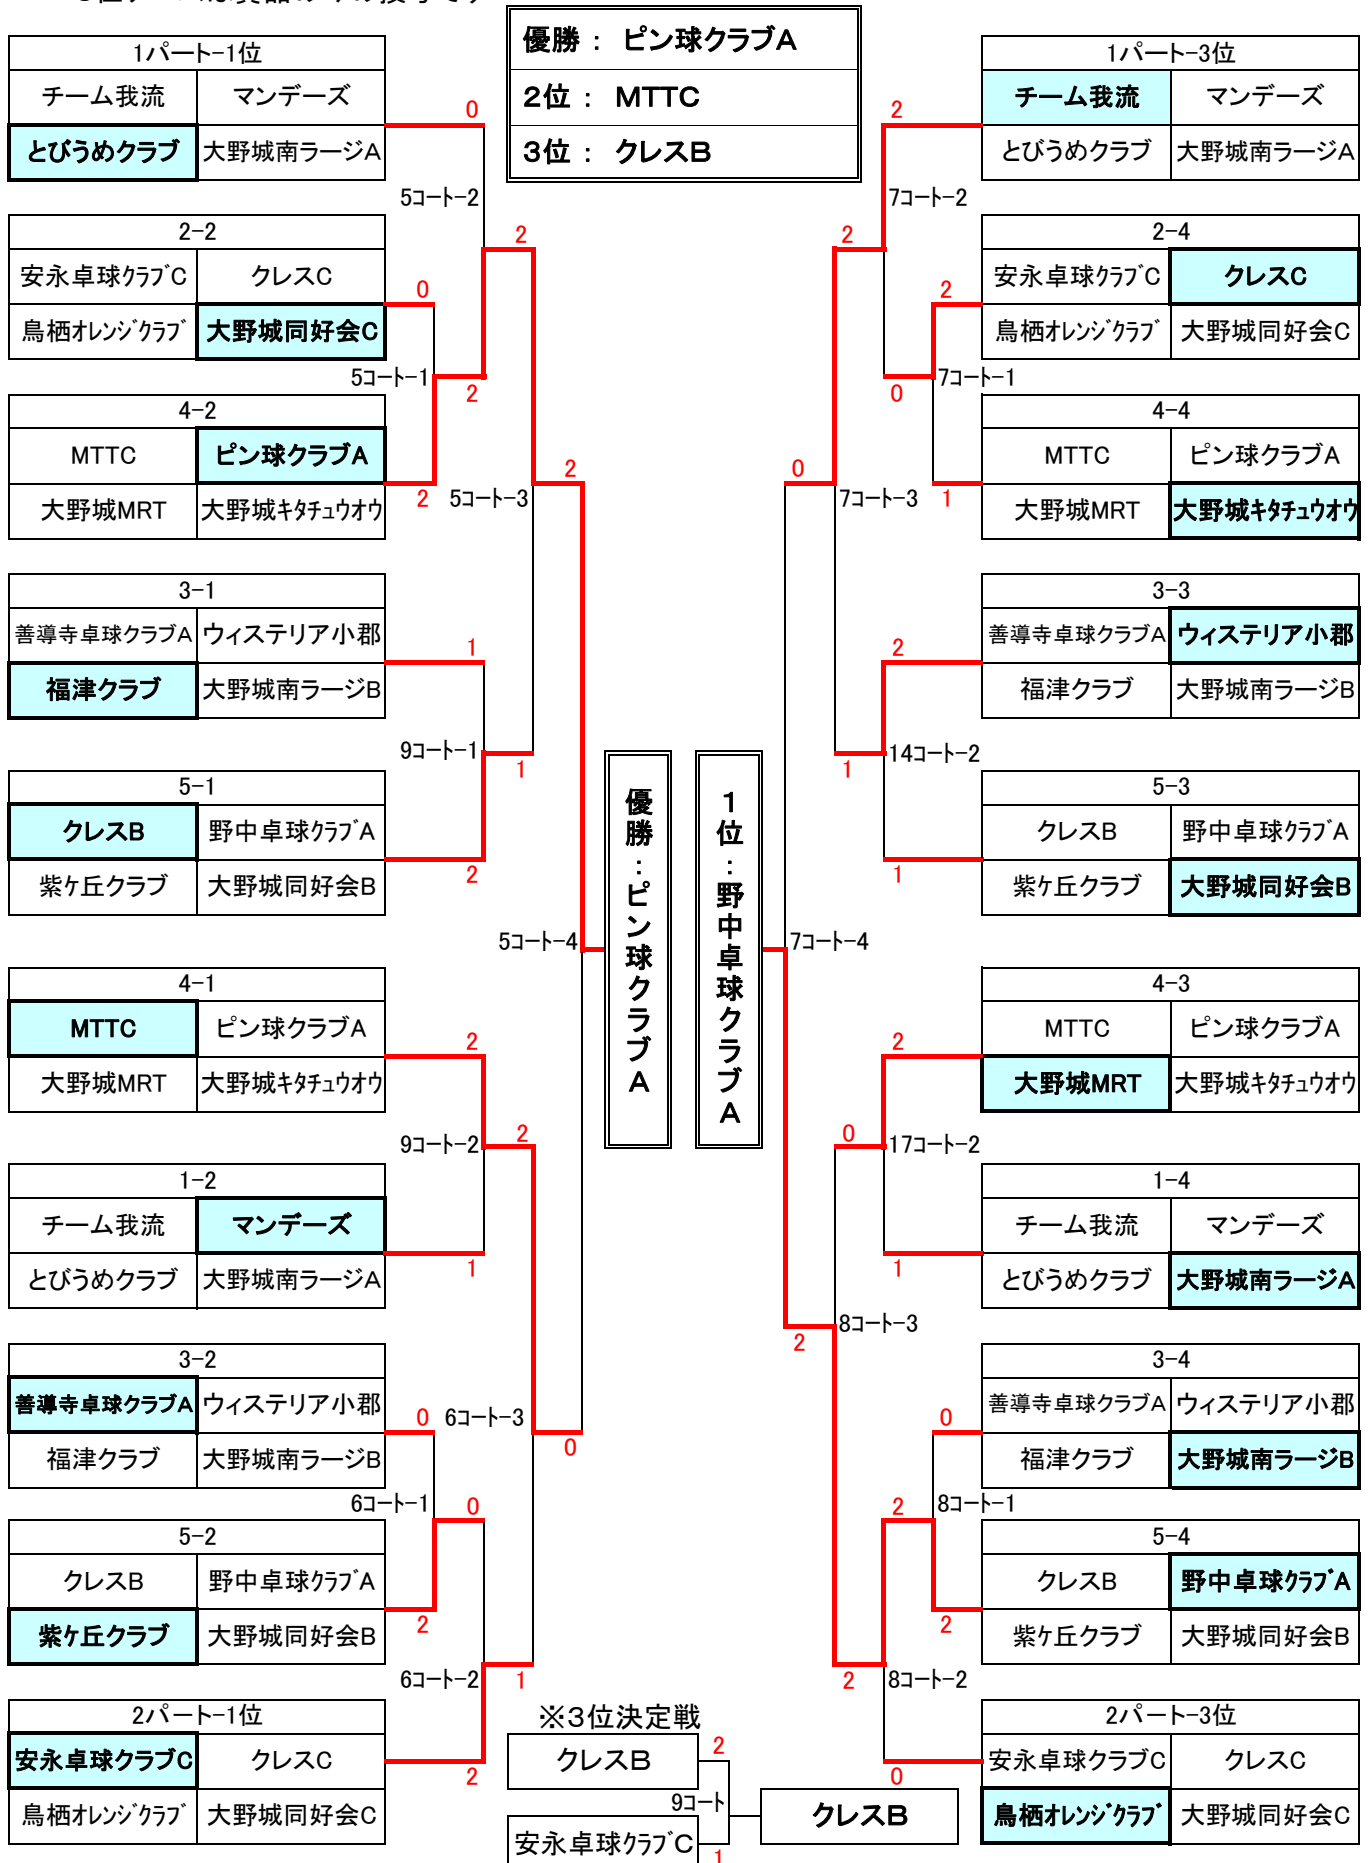 優勝 ： ピン球クラブA
2位 ： MTTC
3位 ： クレスB
1パート-1位
チーム我流 マンデーズ
とびうめクラブ 大野城南ラージA
0
5コート-2
2-2
安永卓球クラブC クレスC
鳥栖オレンジクラブ 大野城同好会C
0
2
5コート-1
2
4-2
MTTC ピン球クラブA
大野城MRT 大野城キタチュウオウ
2
5コート-3
2
3-1
善導寺卓球クラブA ウィステリア小郡
福津クラブ 大野城南ラージB
1
9コート-1
1
5-1
クレスB 野中卓球クラブA
紫ケ丘クラブ 大野城同好会B
2
5コート-4
優勝：ピン球クラブA
4-1
MTTC ピン球クラブA
大野城MRT 大野城キタチュウオウ
2
9コート-2
2
1-2
チーム我流 マンデーズ
とびうめクラブ 大野城南ラージA
1
3-2
善導寺卓球クラブA ウィステリア小郡
福津クラブ 大野城南ラージB
0
6コート-3
0
6コート-1
0
5-2
クレスB 野中卓球クラブA
紫ケ丘クラブ 大野城同好会B
2
6コート-2
1
2パート-1位
安永卓球クラブC クレスC
鳥栖オレンジクラブ 大野城同好会C
2
※3位決定戦
クレスB
2
9コート
クレスB
安永卓球クラブC
1
1パート-3位
チーム我流 マンデーズ
とびうめクラブ 大野城南ラージA
2
7コート-2
2
2-4
安永卓球クラブC クレスC
鳥栖オレンジクラブ 大野城同好会C
2
7コート-1
0
4-4
MTTC ピン球クラブA
大野城MRT 大野城キタチュウオウ
1
7コート-3
0
3-3
善導寺卓球クラブA ウィステリア小郡
福津クラブ 大野城南ラージB
2
14コート-2
1
5-3
クレスB 野中卓球クラブA
紫ケ丘クラブ 大野城同好会B
1
7コート-4
1位：野中卓球クラブA
4-3
MTTC ピン球クラブA
大野城MRT 大野城キタチュウオウ
2
17コート-2
0
1-4
チーム我流 マンデーズ
とびうめクラブ 大野城南ラージA
1
8コート-3
2
3-4
善導寺卓球クラブA ウィステリア小郡
福津クラブ 大野城南ラージB
0
8コート-1
2
5-4
クレスB 野中卓球クラブA
紫ケ丘クラブ 大野城同好会B
2
8コート-2
2
2パート-3位
安永卓球クラブC クレスC
鳥栖オレンジクラブ 大野城同好会C
0